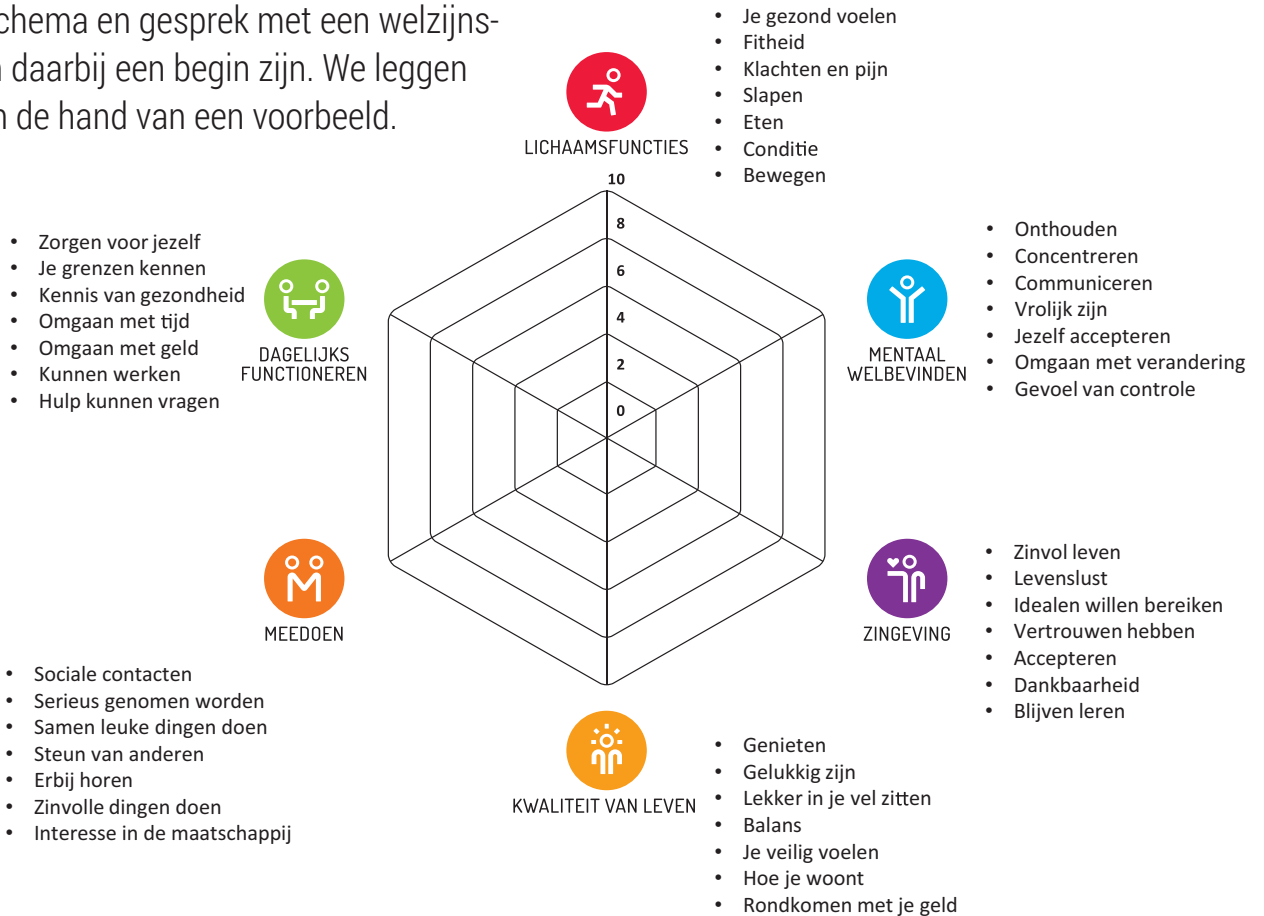 schema en gesprek met een welzijns-
daarbij een begin zijn. We leggen
de hand van een voorbeeld.
LICHAAMSFUNCTIES
• Je gezond voelen
• Fitheid
• Klachten en pijn
• Slapen
• Eten
• Conditie
• Bewegen
10
8
6
4
2
0
• Zorgen voor jezelf
• Je grenzen kennen
• Kennis van gezondheid
• Omgaan met tijd
• Omgaan met geld
• Kunnen werken
• Hulp kunnen vragen
DAGELIJKS
FUNCTIONEREN
MENTAAL
WELBEVINDEN
• Onthouden
• Concentreren
• Communiceren
• Vrolijk zijn
• Jezelf accepteren
• Omgaan met verandering
• Gevoel van controle
MEEDOEN
• Sociale contacten
• Serieus genomen worden
• Samen leuke dingen doen
• Steun van anderen
• Erbij horen
• Zinvolle dingen doen
• Interesse in de maatschappij
ZINGEVING
• Zinvol leven
• Levenslust
• Idealen willen bereiken
• Vertrouwen hebben
• Accepteren
• Dankbaarheid
• Blijven leren
KWALITEIT VAN LEVEN
• Genieten
• Gelukkig zijn
• Lekker in je vel zitten
• Balans
• Je veilig voelen
• Hoe je woont
• Rondkomen met je geld